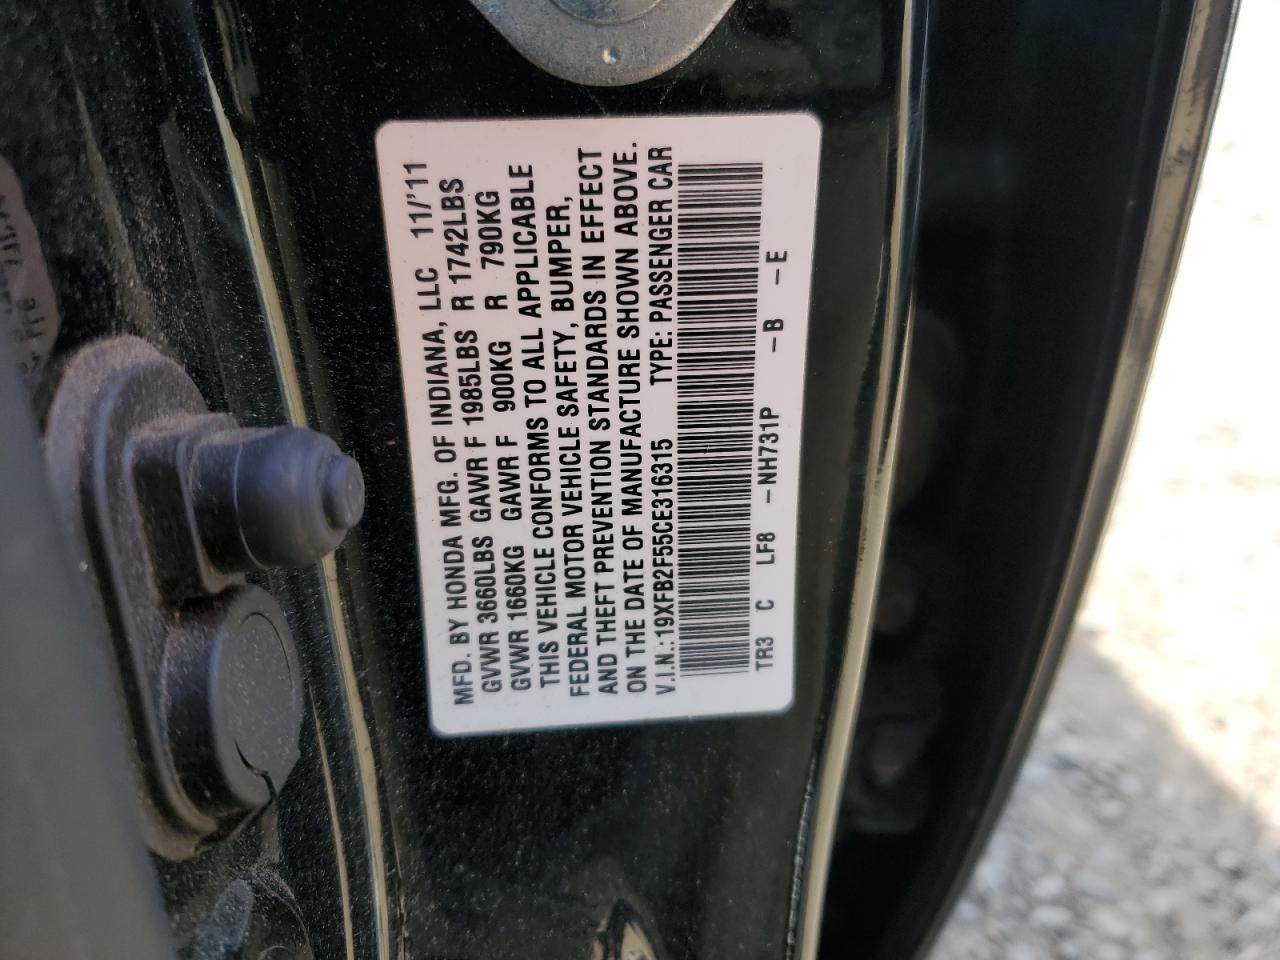 MFD. BY HONDA MFG. OF INDIANA, LLC 11/'11
GVWR 3660LBS GAWR F 1985LBS R 1742LBS
GVWR 1660KG GAWR F 900KG R 790KG
THIS VEHICLE CONFORMS TO ALL APPLICABLE
FEDERAL MOTOR VEHICLE SAFETY, BUMPER,
AND THEFT PREVENTION STANDARDS IN EFFECT
ON THE DATE OF MANUFACTURE SHOWN ABOVE.
V.I.N.:19XFB2F55CE316315 TYPE: PASSENGER CAR
TR3 C LF8 -NH731P -B -E